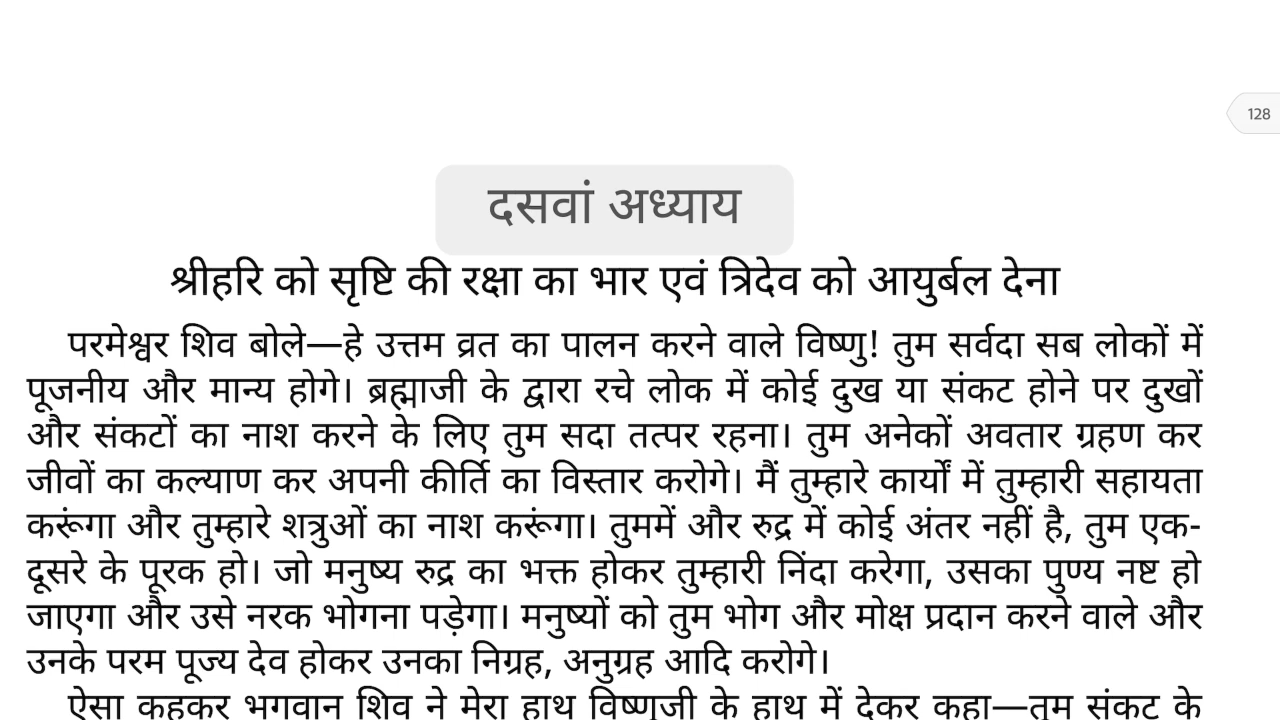 128
दसवां अध्याय
श्रीहरि को सृष्टि की रक्षा का भार एवं त्रिदेव को आयुर्बल देना
परमेश्वर शिव बोले—हे उत्तम व्रत का पालन करने वाले विष्णु! तुम सर्वदा सब लोकों में
पूजनीय और मान्य होगे। ब्रह्माजी के द्वारा रचे लोक में कोई दुख या संकट होने पर दुखों
और संकटों का नाश करने के लिए तुम सदा तत्पर रहना। तुम अनेकों अवतार ग्रहण कर
जीवों का कल्याण कर अपनी कीर्ति का विस्तार करोगे। मैं तुम्हारे कार्यों में तुम्हारी सहायता
करूंगा और तुम्हारे शत्रुओं का नाश करूंगा। तुममें और रुद्र में कोई अंतर नहीं है, तुम एक-
दूसरे के पूरक हो। जो मनुष्य रुद्र का भक्त होकर तुम्हारी निंदा करेगा, उसका पुण्य नष्ट हो
जाएगा और उसे नरक भोगना पड़ेगा। मनुष्यों को तुम भोग और मोक्ष प्रदान करने वाले और
उनके परम पूज्य देव होकर उनका निग्रह, अनुग्रह आदि करोगे।
ऐसा कहकर भगवान शिव ने मेरा हाथ विष्णुजी के हाथ में देकर कहा—तुम संकट के